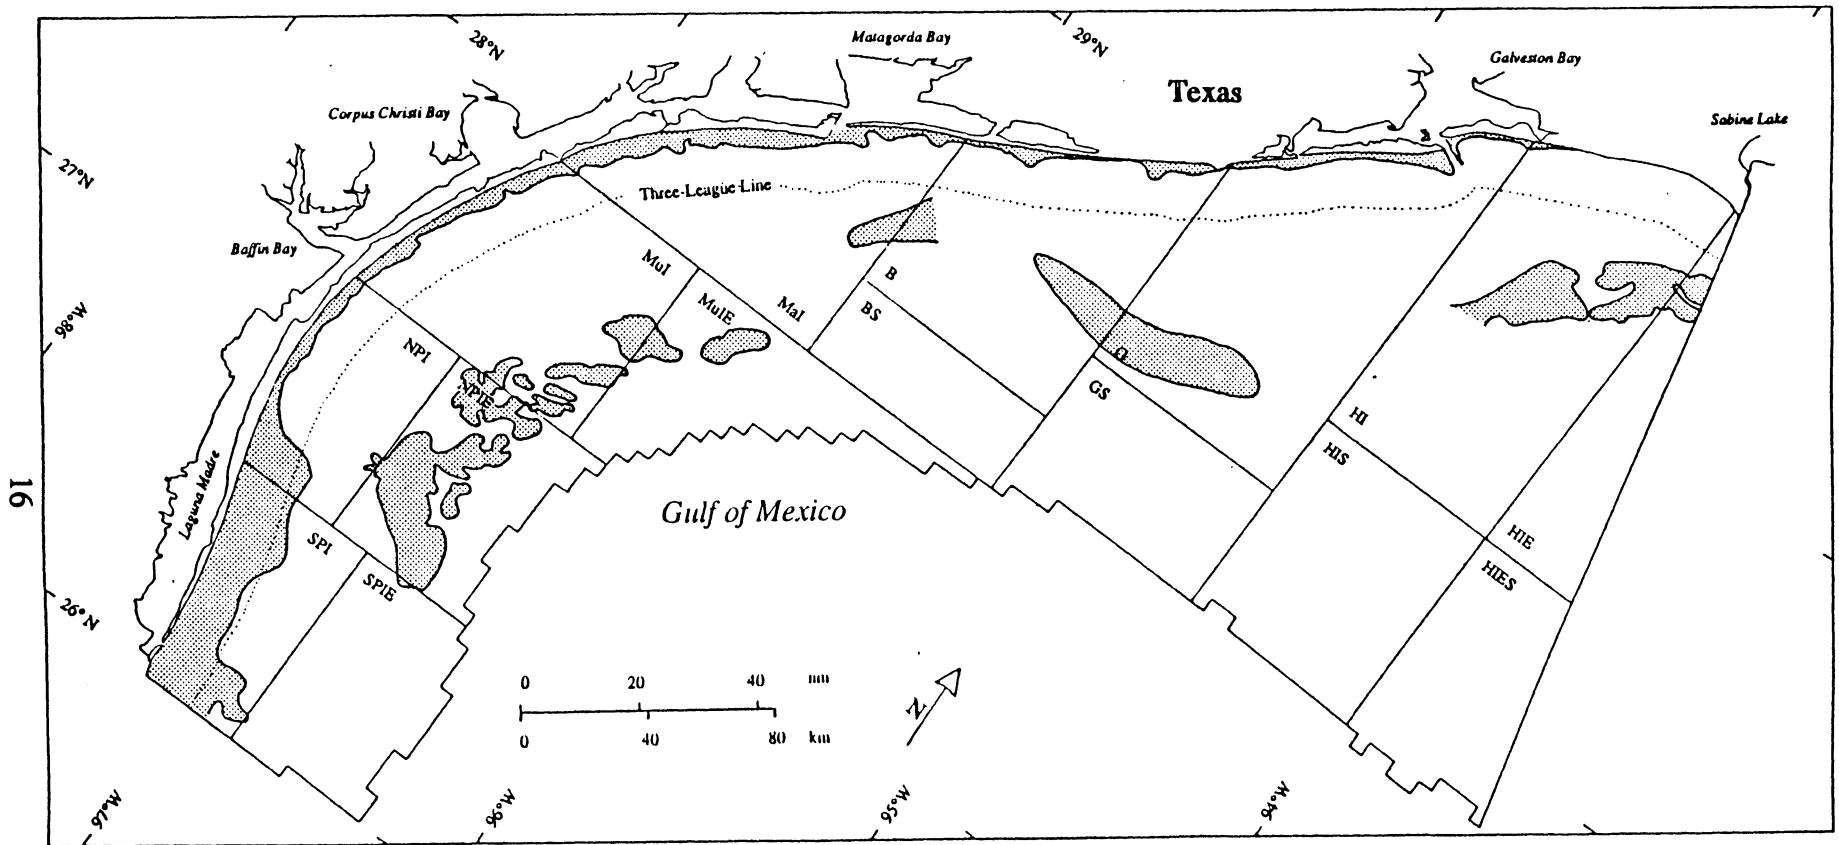 28°N
Matagorda Bay
29°N
Galveston Bay
Texas
Corpus Christi Bay
Sabine Lake
27°N
Three-League Line
Baffin Bay
MuI
B
MuIE
MaI
BS
98°W
NPI
NPIE
G
GS
HI
HIS
Laguna Madre
16
Gulf of Mexico
SPI
HIE
SPIE
HIES
26°N
0 20 40 nm
N
0 40 80 km
97°W
96°W
95°W
94°W